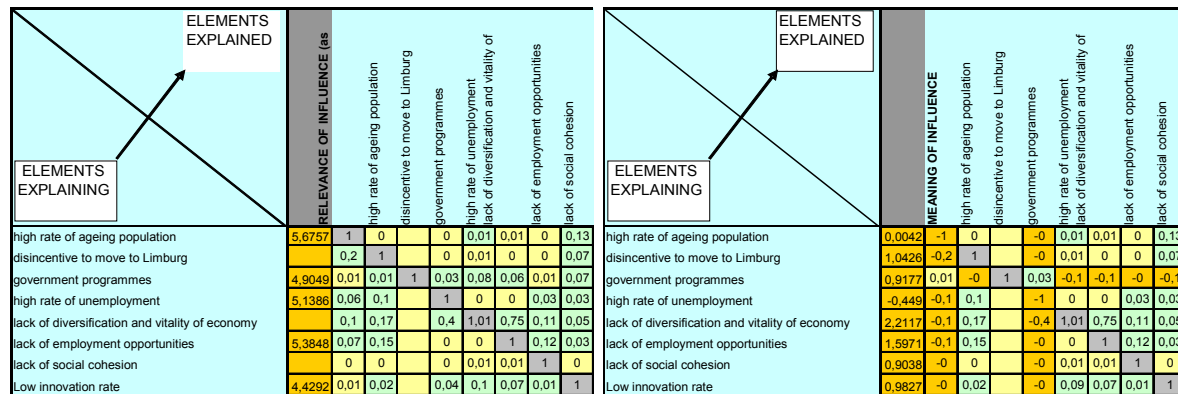 ELEMENTS
EXPLAINED
ELEMENTS
EXPLAINING
RELEVANCE OF INFLUENCE (as
high rate of ageing population
disincentive to move to Limburg
government programmes
high rate of unemployment
lack of diversification and vitality of
lack of employment opportunities
lack of social cohesion
high rate of ageing population 5,6757 1 0 0 0,01 0,01 0 0,13
disincentive to move to Limburg 0,2 1 0 0,01 0 0 0,07
government programmes 4,9049 0,01 0,01 1 0,03 0,08 0,06 0,01 0,07
high rate of unemployment 5,1386 0,06 0,1 1 0 0 0,03 0,03
lack of diversification and vitality of economy 0,1 0,17 0,4 1,01 0,75 0,11 0,05
lack of employment opportunities 5,3848 0,07 0,15 0 0 1 0,12 0,03
lack of social cohesion 0 0 0 0,01 0,01 1 0
Low innovation rate 4,4292 0,01 0,02 0,04 0,1 0,07 0,01 1
ELEMENTS
EXPLAINED
ELEMENTS
EXPLAINING
MEANING OF INFLUENCE
high rate of ageing population
disincentive to move to Limburg
government programmes
high rate of unemployment
lack of diversification and vitality of
lack of employment opportunities
lack of social cohesion
high rate of ageing population 0,0042 -1 0 -0 0,01 0,01 0 0,13
disincentive to move to Limburg 1,0426 -0,2 1 -0 0,01 0 0 0,07
government programmes 0,9177 0,01 -0 1 0,03 -0,1 -0,1 -0 -0,1
high rate of unemployment -0,449 -0,1 0,1 -1 0 0 0,03 0,03
lack of diversification and vitality of economy 2,2117 -0,1 0,17 -0,4 1,01 0,75 0,11 0,05
lack of employment opportunities 1,5971 -0,1 0,15 -0 0 1 0,12 0,03
lack of social cohesion 0,9038 -0 0 -0 0,01 0,01 1 0
Low innovation rate 0,9827 -0 0,02 -0 0,09 0,07 0,01 1